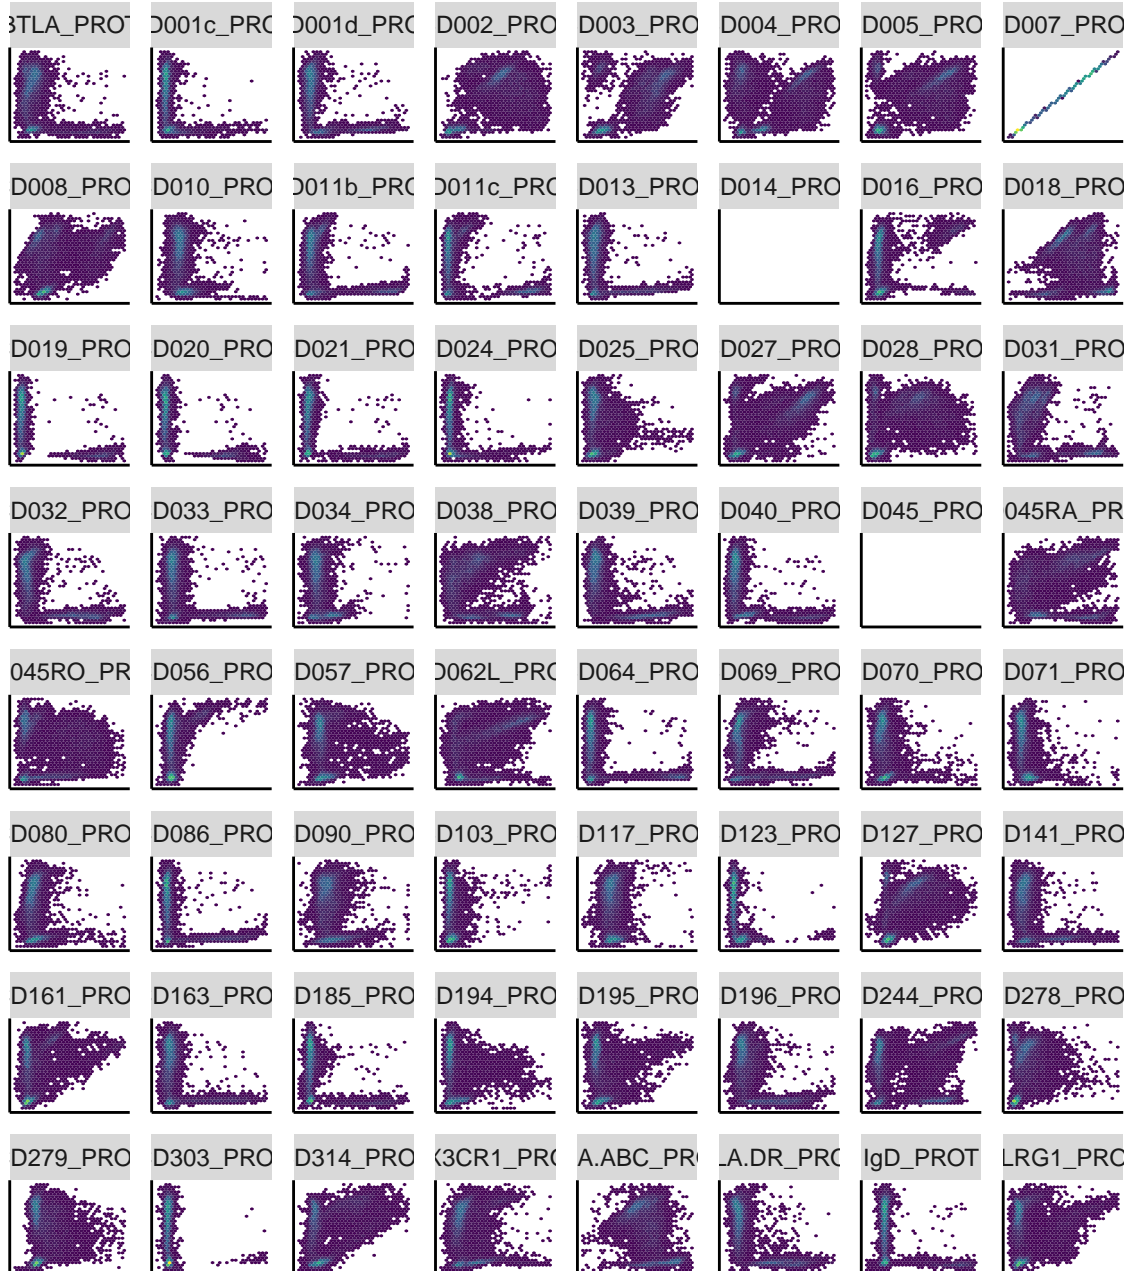 BTLA_PROT D001c_PRO D001d_PRO D002_PRO D003_PRO D004_PRO D005_PRO D007_PRO
D008_PRO D010_PRO D011b_PRO D011c_PRO D013_PRO D014_PRO D016_PRO D018_PRO
D019_PRO D020_PRO D021_PRO D024_PRO D025_PRO D027_PRO D028_PRO D031_PRO
D032_PRO D033_PRO D034_PRO D038_PRO D039_PRO D040_PRO D045_PRO 045RA_PR
045RO_PR D056_PRO D057_PRO D062L_PRO D064_PRO D069_PRO D070_PRO D071_PRO
D080_PRO D086_PRO D090_PRO D103_PRO D117_PRO D123_PRO D127_PRO D141_PRO
D161_PRO D163_PRO D185_PRO D194_PRO D195_PRO D196_PRO D244_PRO D278_PRO
D279_PRO D303_PRO D314_PRO X3CR1_PRO A.ABC_PR LA.DR_PRO IgD_PROT LRG1_PRO